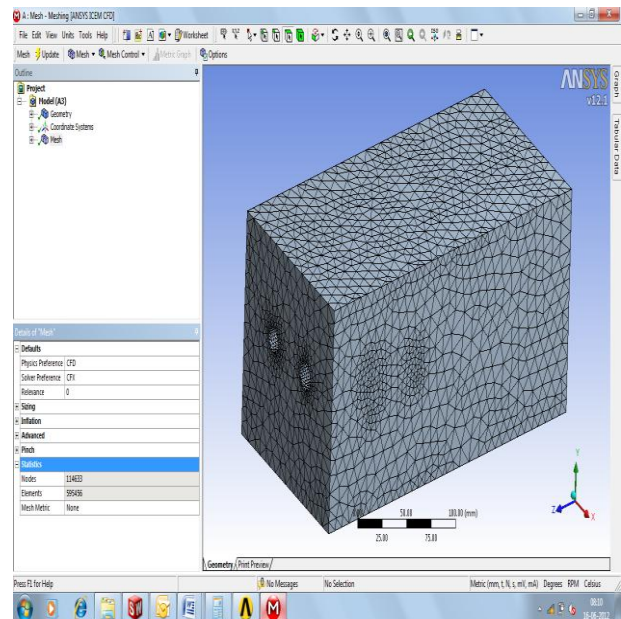 A : Mesh - Meshing [ANSYS ICEM CFD]
File Edit View Units Tools Help Worksheet
Mesh Update Mesh Mesh Control Metric Graph Options
Outline
Project
Model (A3)
Geometry
Coordinate Systems
Mesh
ANSYS
v12.1
Graph
Tabular Data
Details of "Mesh"
Defaults
Physics Preference CFD
Solver Preference CFX
Relevance 0
Sizing
Inflation
Advanced
Pinch
Statistics
Nodes 114633
Elements 595456
Mesh Metric None
0.00 50.00 100.00 (mm)
25.00 75.00
Y
Z X
Geometry Print Preview
Press F1 for Help No Messages No Selection Metric (mm, t, N, s, mV, mA) Degrees RPM Celsius
08:10